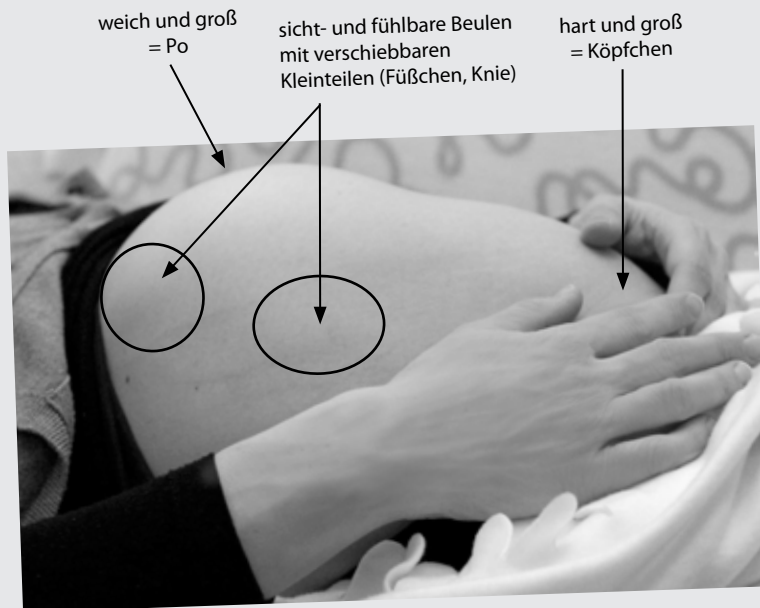 weich und groß
= Po
sicht- und fühlbare Beulen
mit verschiebbaren
Kleinteilen (Füßchen, Knie)
hart und groß
= Köpfchen